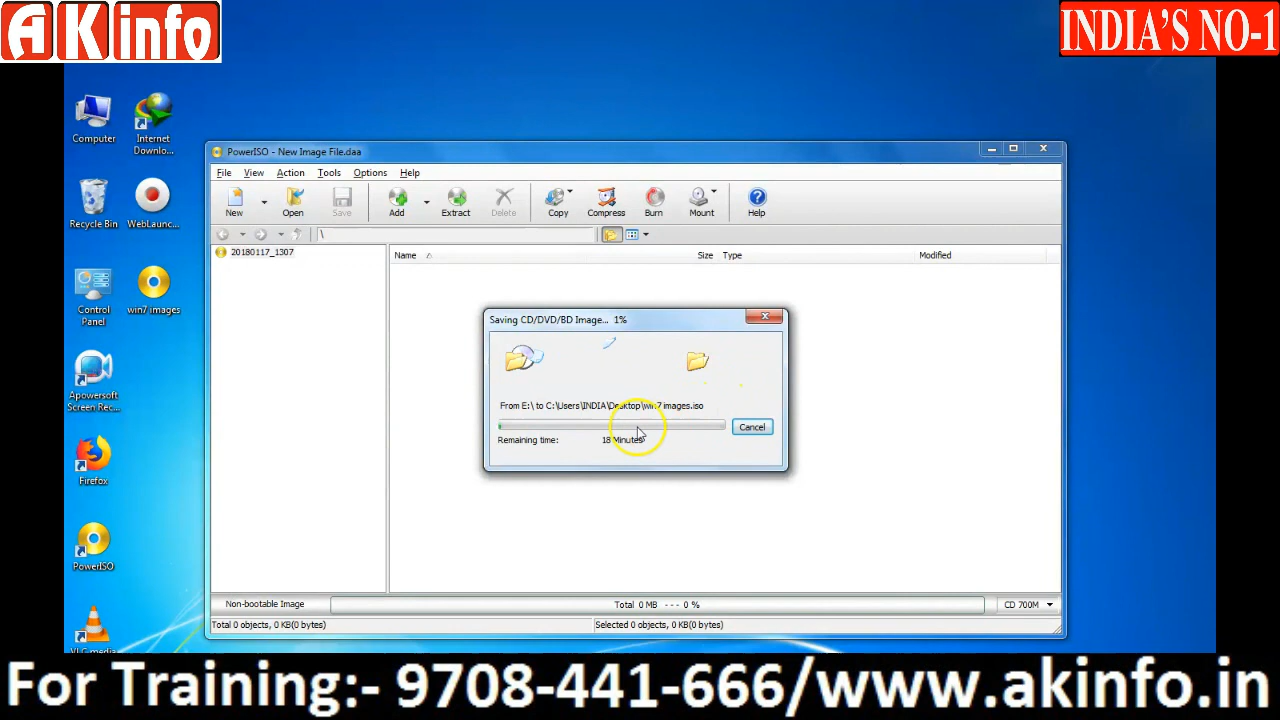 AKinfo
INDIA'S NO-1
Computer
Internet
Downlo...
Recycle Bin
WebLaunc...
Control
Panel
win7 images
Apowersoft
Screen Rec...
Firefox
PowerISO
VLC media
PowerISO - New Image File.daa
File View Action Tools Options Help
New Open Save Add Extract Delete Copy Compress Burn Mount Help
\
20180117_1307
Name Size Type Modified
Saving CD/DVD/BD Image... 1%
From E:\ to C:\Users\INDIA\Desktop\win7 images.iso
Cancel
Remaining time: 18 Minutes
Non-bootable Image Total 0 MB --- 0 % CD 700M
Total 0 objects, 0 KB(0 bytes) Selected 0 objects, 0 KB(0 bytes)
For Training:- 9708-441-666/www.akinfo.in